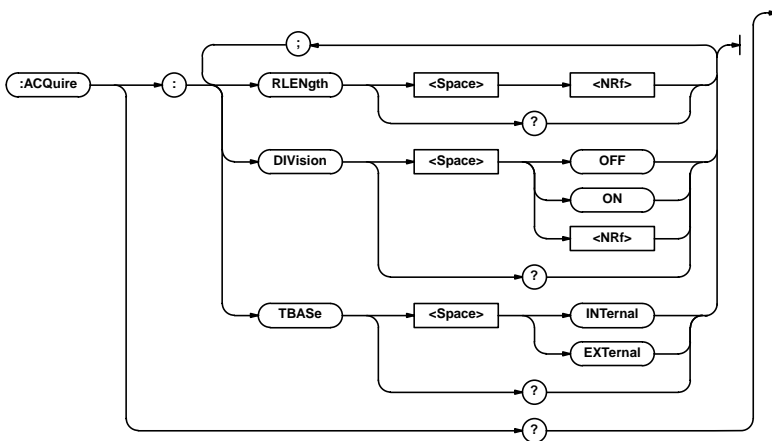 ;
:ACQuire : RLENgth <Space> <NRf>
?
DIVision <Space> OFF
ON
<NRf>
?
TBASe <Space> INTernal
EXTernal
?
?